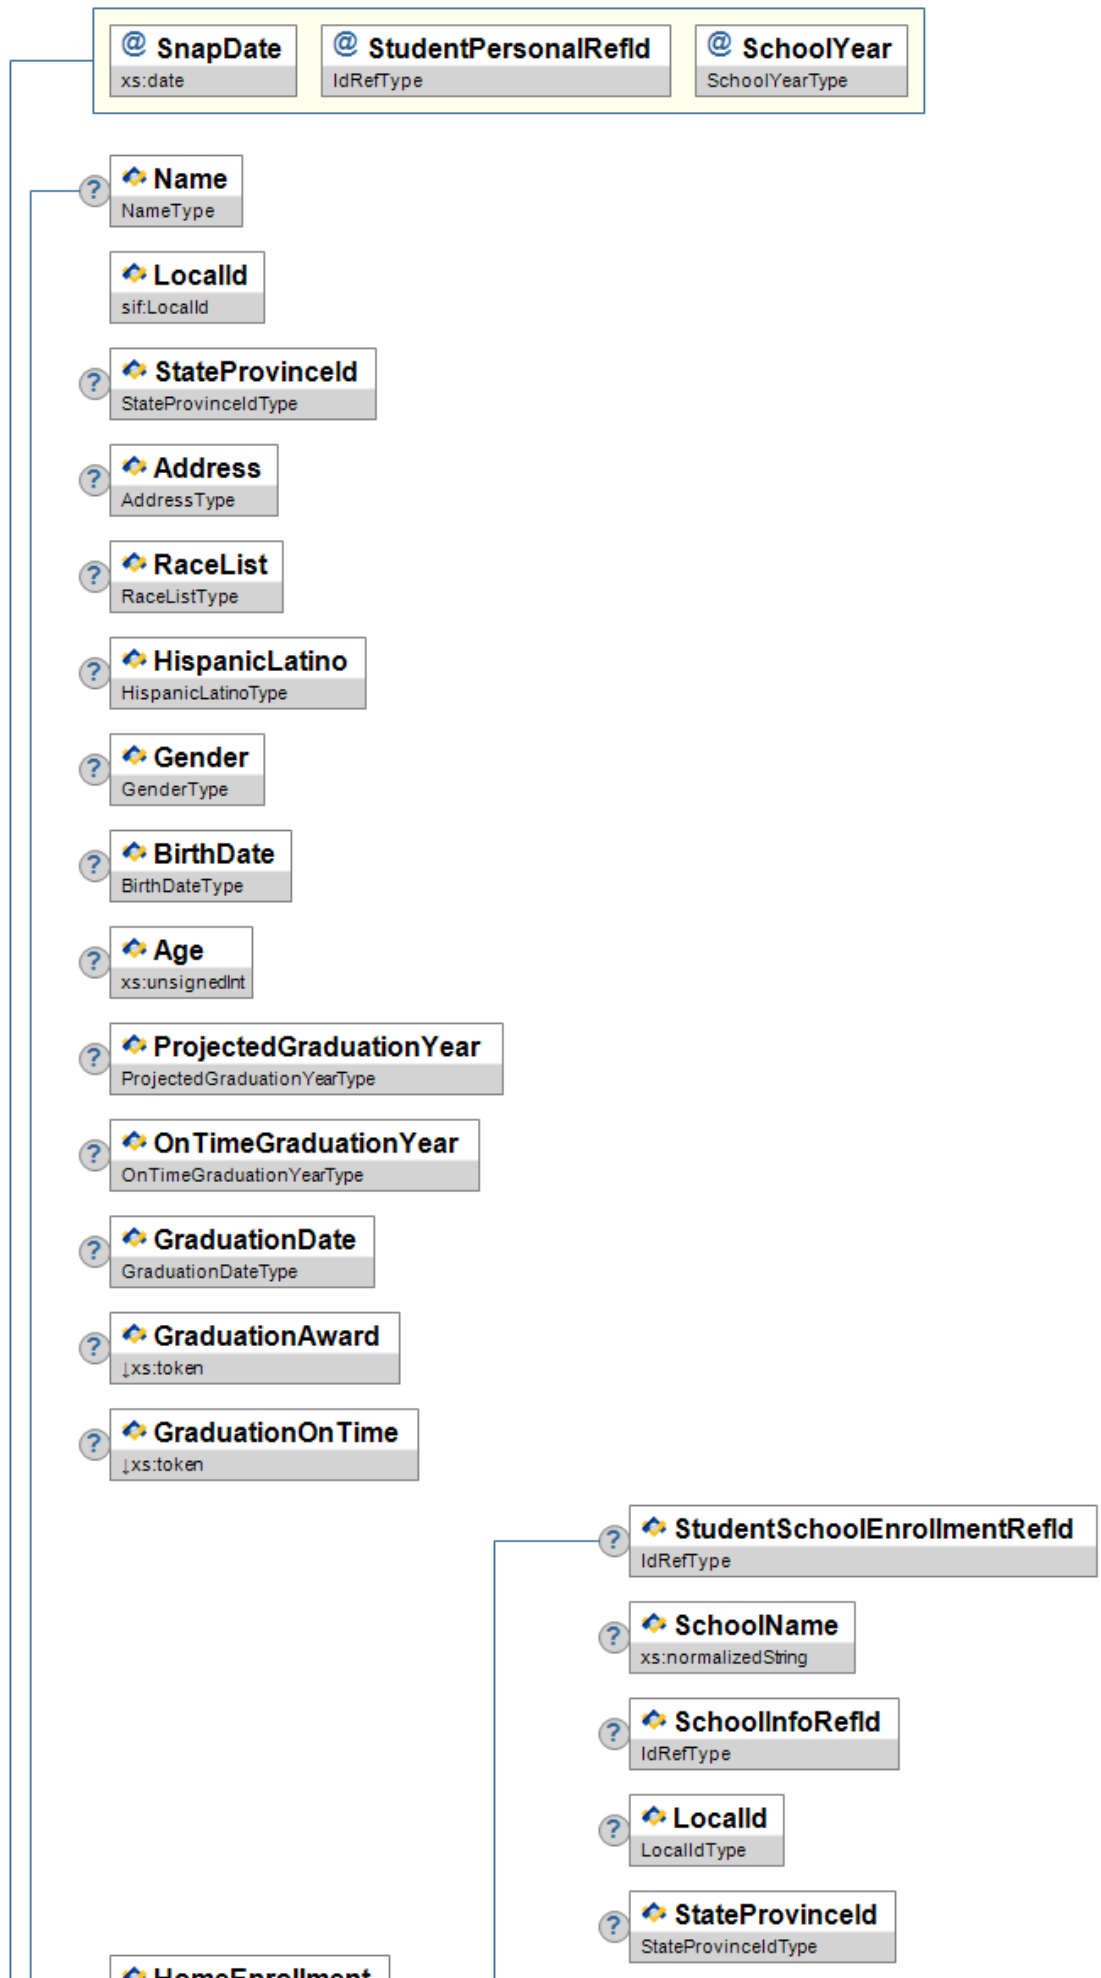 @ SnapDate
xs:date
@ StudentPersonalRefId
IdRefType
@ SchoolYear
SchoolYearType
? Name
NameType
LocalId
sif:LocalId
? StateProvinceId
StateProvinceIdType
? Address
AddressType
? RaceList
RaceListType
? HispanicLatino
HispanicLatinoType
? Gender
GenderType
? BirthDate
BirthDateType
? Age
xs:unsignedInt
? ProjectedGraduationYear
ProjectedGraduationYearType
? OnTimeGraduationYear
OnTimeGraduationYearType
? GraduationDate
GraduationDateType
? GraduationAward
↓xs:token
? GraduationOnTime
↓xs:token
? StudentSchoolEnrollmentRefId
IdRefType
? SchoolName
xs:normalizedString
? SchoolInfoRefId
IdRefType
? LocalId
LocalIdType
? StateProvinceId
StateProvinceIdType
HomeEnrollment